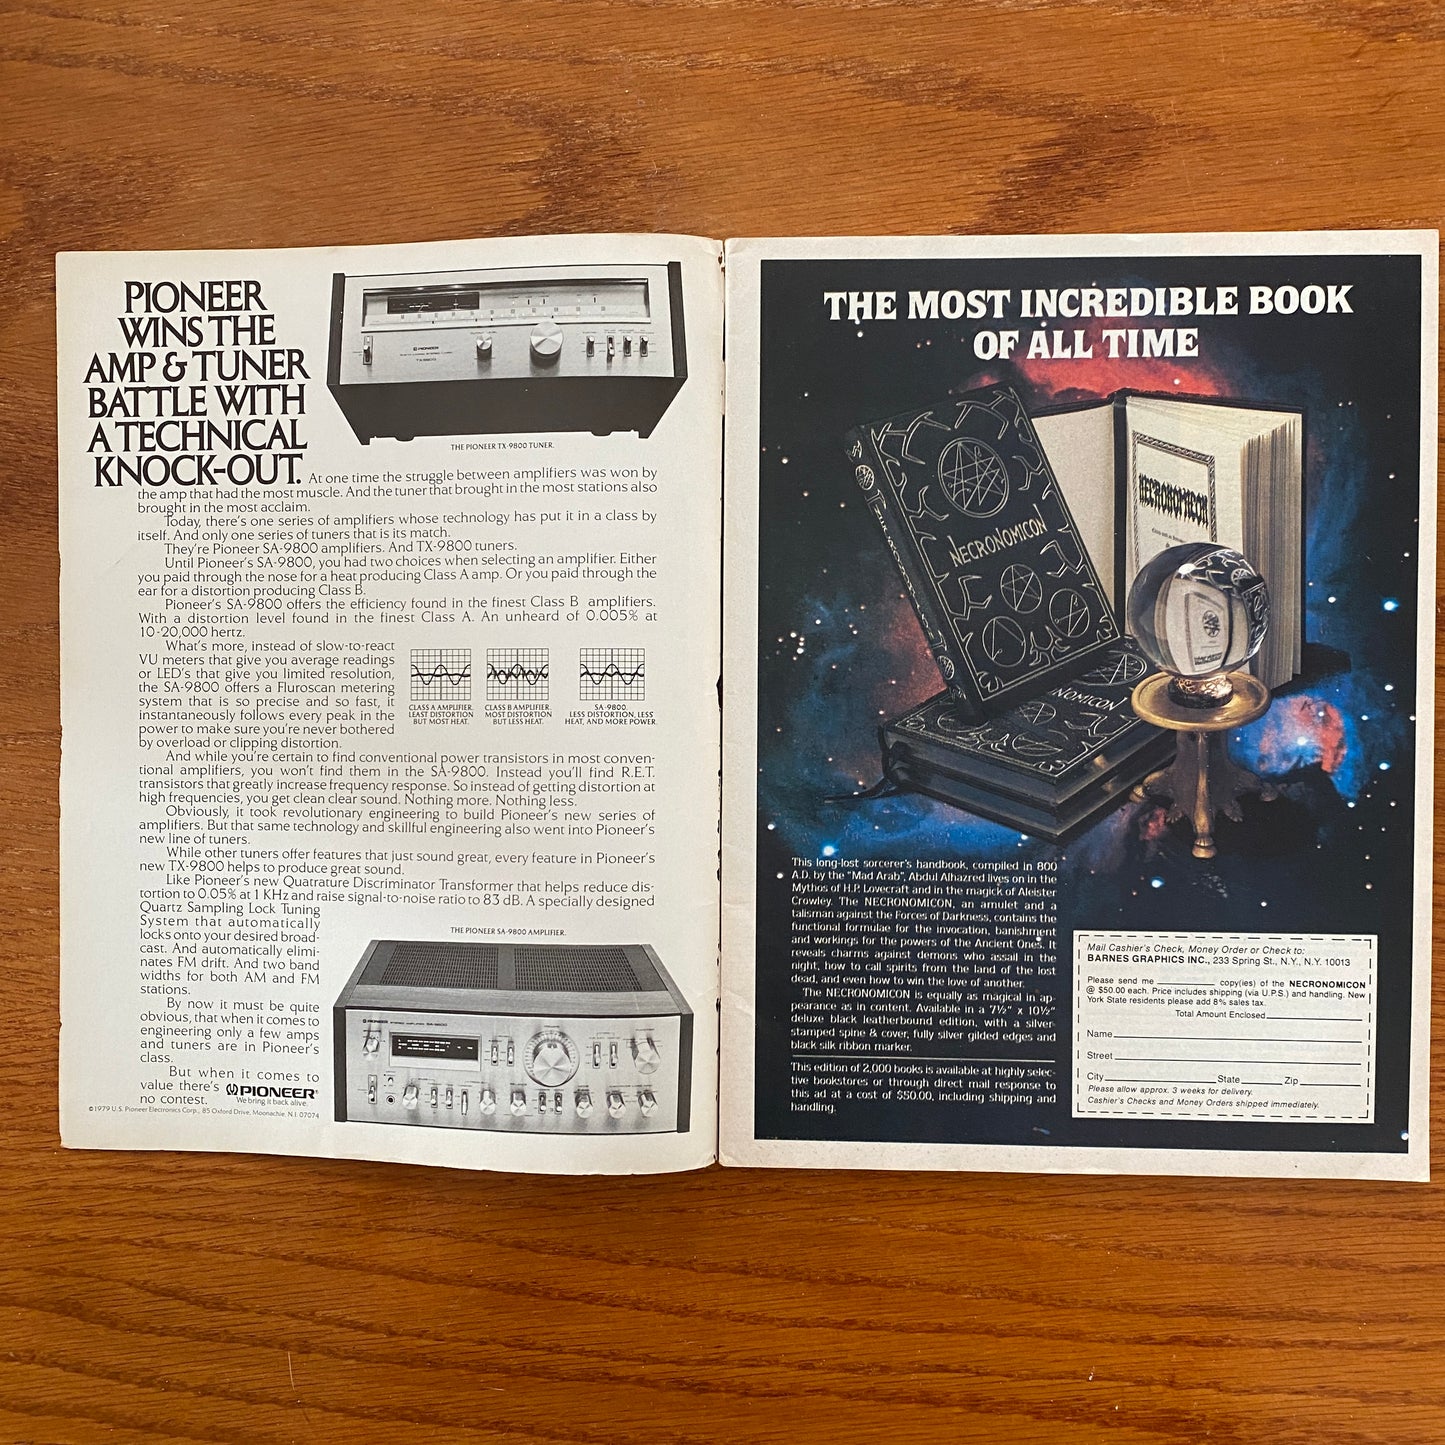 PIONEER
WINS THE
AMP & TUNER
BATTLE WITH
A TECHNICAL
KNOCK-OUT.
THE PIONEER TX-9800 TUNER.
At one time the struggle between amplifiers was won by
the amp that had the most muscle. And the tuner that brought in the most stations also
brought in the most acclaim.
Today, there's one series of amplifiers whose technology has put it in a class by
itself. And only one series of tuners that is its match.
They're Pioneer SA-9800 amplifiers. And TX-9800 tuners.
Until Pioneer's SA-9800, you had two choices when selecting an amplifier. Either
you paid through the nose for a heat producing Class A amp. Or you paid through the
ear for a distortion producing Class B.
Pioneer's SA-9800 offers the efficiency found in the finest Class B amplifiers.
With a distortion level found in the finest Class A. An unheard of 0.005% at
10-20,000 hertz.
What's more, instead of slow-to-react
VU meters that give you average readings
or LED's that give you limited resolution,
the SA-9800 offers a Fluroscan metering
system that is so precise and so fast, it
instantaneously follows every peak in the
power to make sure you're never bothered
by overload or clipping distortion.
CLASS A AMPLIFIER.
LEAST DISTORTION
BUT MOST HEAT.
CLASS B AMPLIFIER.
MOST DISTORTION
BUT LESS HEAT.
SA-9800.
LESS DISTORTION, LESS
HEAT, AND MORE POWER.
And while you're certain to find conventional power transistors in most conven-
tional amplifiers, you won't find them in the SA-9800. Instead you'll find R.E.T.
transistors that greatly increase frequency response. So instead of getting distortion at
high frequencies, you get clean clear sound. Nothing more. Nothing less.
Obviously, it took revolutionary engineering to build Pioneer's new series of
amplifiers. But that same technology and skillful engineering also went into Pioneer's
new line of tuners.
While other tuners offer features that just sound great, every feature in Pioneer's
new TX-9800 helps to produce great sound.
Like Pioneer's new Quatrature Discriminator Transformer that helps reduce dis-
tortion to 0.05% at 1 KHz and raise signal-to-noise ratio to 83 dB. A specially designed
Quartz Sampling Lock Tuning
System that automatically
locks onto your desired broad-
cast. And automatically elimi-
nates FM drift. And two band
widths for both AM and FM
stations.
By now it must be quite
obvious, that when it comes to
engineering only a few amps
and tuners are in Pioneer's
class.
But when it comes to
value there's
no contest.
PIONEER®
We bring it back alive.
©1979 U.S. Pioneer Electronics Corp., 85 Oxford Drive, Moonachie, N.J. 07074
THE PIONEER SA-9800 AMPLIFIER.
PIONEER
PIONEER
THE MOST INCREDIBLE BOOK
OF ALL TIME
NECRONOMICON
NECRONOMICON
NOMICON
This long-lost sorcerer's handbook, compiled in 800
A.D. by the "Mad Arab", Abdul Alhazred lives on in the
Mythos of H.P. Lovecraft and in the magick of Aleister
Crowley. The NECRONOMICON, an amulet and a
talisman against the Forces of Darkness, contains the
functional formulae for the invocation, banishment
and workings for the powers of the Ancient Ones. It
reveals charms against demons who assail in the
night, how to call spirits from the land of the lost
dead, and even how to win the love of another.
The NECRONOMICON is equally as magical in ap-
pearance as in content. Available in a 7½" x 10½"
deluxe black leatherbound edition, with a silver-
stamped spine & cover, fully silver gilded edges and
black silk ribbon marker.
This edition of 2,000 books is available at highly selec-
tive bookstores or through direct mail response to
this ad at a cost of $50.00, including shipping and
handling.
Mail Cashier's Check, Money Order or Check to:
BARNES GRAPHICS INC., 233 Spring St., N.Y., N.Y. 10013
Please send me copy(ies) of the NECRONOMICON
@ $50.00 each. Price includes shipping (via U.P.S.) and handling. New
York State residents please add 8% sales tax.
Total Amount Enclosed
Name
Street
City State Zip
Please allow approx. 3 weeks for delivery.
Cashier's Checks and Money Orders shipped immediately.